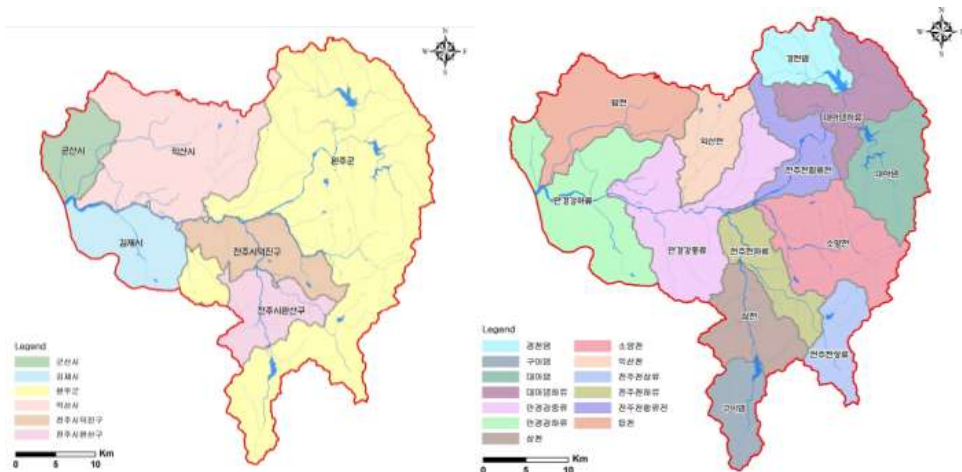 N
W
E
S
군산시
익산시
완주군
김제시
전주시덕진구
전주시완산구
Legend
군산시
김제시
완주군
익산시
전주시덕진구
전주시완산구
0 5 10 Km
N
W
E
S
경천댐
탑천
익산천
대아댐하류
전주천합류전
대아댐
만경강하류
만경강중류
전주천하류
소양천
삼천
전주천상류
구이댐
Legend
경천댐 소양천
구이댐 익산천
대아댐 전주천상류
대아댐하류 전주천하류
만경강중류 전주천합류전
만경강하류 탑천
삼천
0 5 10 Km